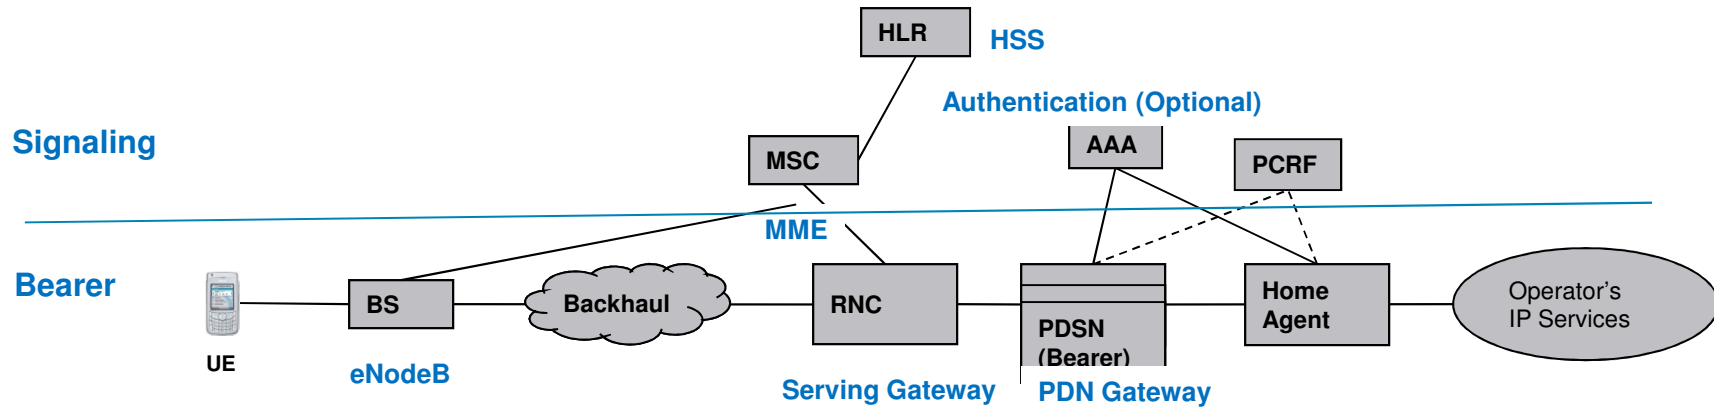 HLR
HSS
Authentication (Optional)
Signaling
MSC
AAA
PCRF
MME
Bearer
UE
BS
eNodeB
Backhaul
RNC
Serving Gateway
PDSN
(Bearer)
PDN Gateway
Home
Agent
Operator's
IP Services